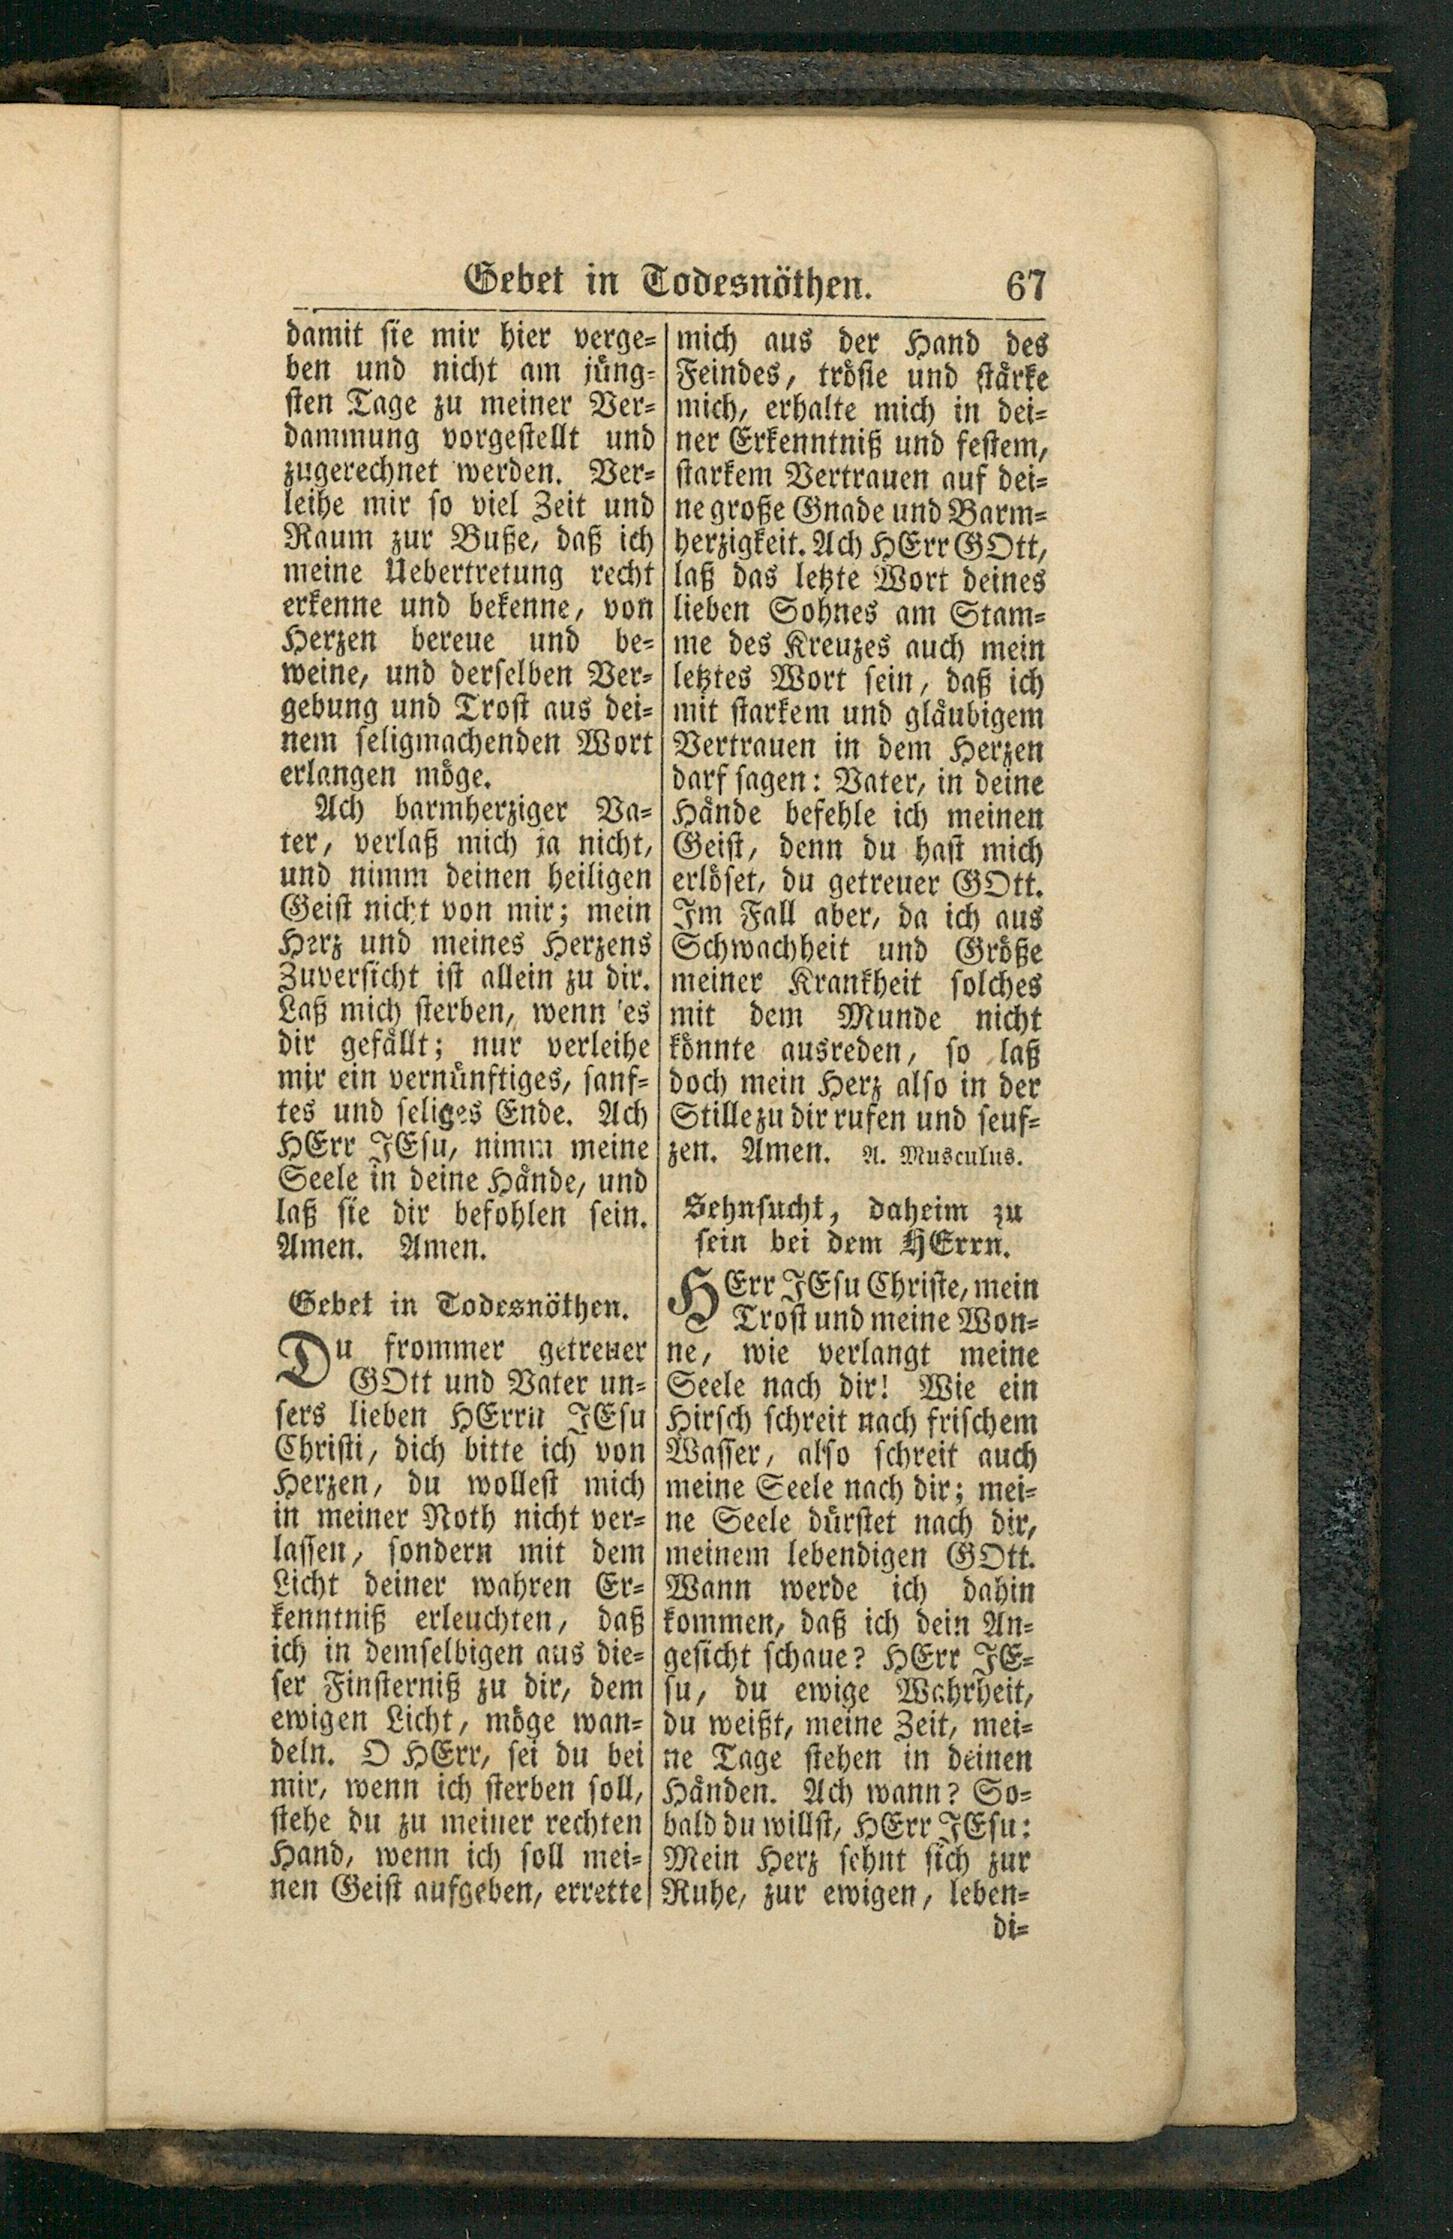 Gebet in Todesnöthen. 67
damit sie mir hier verge=
ben und nicht am jüng=
sten Tage zu meiner Ver=
dammung vorgestellt und
zugerechnet werden. Ver=
leihe mir so viel Zeit und
Raum zur Buße, daß ich
meine Uebertretung recht
erkenne und bekenne, von
Herzen bereue und be=
weine, und derselben Ver=
gebung und Trost aus dei=
nem seligmachenden Wort
erlangen möge.
Ach barmherziger Va=
ter, verlaß mich ja nicht,
und nimm deinen heiligen
Geist nicht von mir; mein
Herz und meines Herzens
Zuversicht ist allein zu dir.
Laß mich sterben, wenn es
dir gefällt; nur verleihe
mir ein vernünftiges, sanf=
tes und seliges Ende. Ach
HErr JEsu, nimm meine
Seele in deine Hände, und
laß sie dir befohlen sein.
Amen. Amen.
Gebet in Todesnöthen.
Du frommer getreuer
GOtt und Vater un=
sers lieben HErrn JEsu
Christi, dich bitte ich von
Herzen, du wollest mich
in meiner Noth nicht ver=
lassen, sondern mit dem
Licht deiner wahren Er=
kenntniß erleuchten, daß
ich in demselbigen aus die=
ser Finsterniß zu dir, dem
ewigen Licht, möge wan=
deln. O HErr, sei du bei
mir, wenn ich sterben soll,
stehe du zu meiner rechten
Hand, wenn ich soll mei=
nen Geist aufgeben, errette
mich aus der Hand des
Feindes, tröste und stärke
mich, erhalte mich in dei=
ner Erkenntniß und festem,
starkem Vertrauen auf dei=
ne große Gnade und Barm=
herzigkeit. Ach HErr GOtt,
laß das letzte Wort deines
lieben Sohnes am Stam=
me des Kreuzes auch mein
letztes Wort sein, daß ich
mit starkem und gläubigem
Vertrauen in dem Herzen
darf sagen: Vater, in deine
Hände befehle ich meinen
Geist, denn du hast mich
erlöset, du getreuer GOtt.
Im Fall aber, da ich aus
Schwachheit und Größe
meiner Krankheit solches
mit dem Munde nicht
könnte ausreden, so laß
doch mein Herz also in der
Stille zu dir rufen und seuf=
zen. Amen. A. Musculus.
Sehnsucht, daheim zu
sein bei dem HErrn.
HErr JEsu Christe, mein
Trost und meine Won=
ne, wie verlangt meine
Seele nach dir! Wie ein
Hirsch schreit nach frischem
Wasser, also schreit auch
meine Seele nach dir; mei=
ne Seele dürstet nach dir,
meinem lebendigen GOtt.
Wann werde ich dahin
kommen, daß ich dein An=
gesicht schaue? HErr JE=
su, du ewige Wahrheit,
du weißt, meine Zeit, mei=
ne Tage stehen in deinen
Händen. Ach wann? So=
bald du willst, HErr JEsu:
Mein Herz sehnt sich zur
Ruhe, zur ewigen, leben=
di=